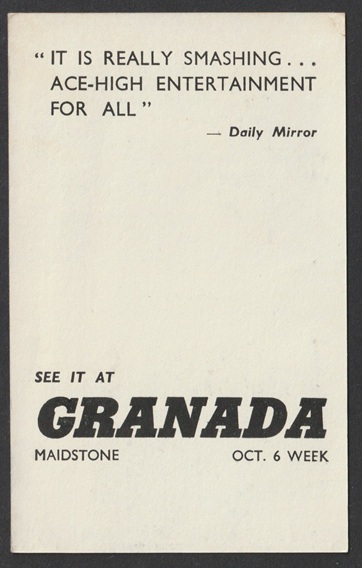 “ IT IS REALLY SMASHING . . .
ACE-HIGH ENTERTAINMENT
FOR ALL ”
— Daily Mirror
SEE IT AT
GRANADA
MAIDSTONE OCT. 6 WEEK